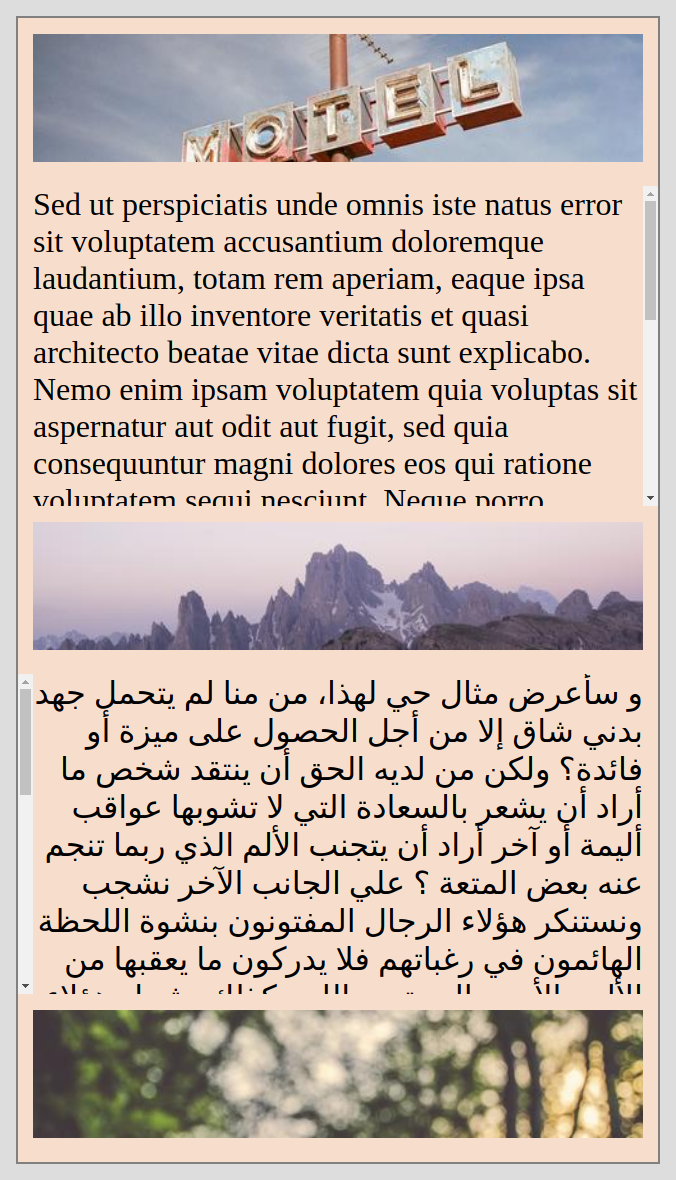 MOTEL
Sed ut perspiciatis unde omnis iste natus error
sit voluptatem accusantium doloremque
laudantium, totam rem aperiam, eaque ipsa
quae ab illo inventore veritatis et quasi
architecto beatae vitae dicta sunt explicabo.
Nemo enim ipsam voluptatem quia voluptas sit
aspernatur aut odit aut fugit, sed quia
consequuntur magni dolores eos qui ratione
voluptatem sequi nesciunt. Neque porro
و سأعرض مثال حي لهذا، من منا لم يتحمل جهد
بدني شاق إلا من أجل الحصول على ميزة أو
فائدة؟ ولكن من لديه الحق أن ينتقد شخص ما
أراد أن يشعر بالسعادة التي لا تشوبها عواقب
أليمة أو آخر أراد أن يتجنب الألم الذي ربما تنجم
عنه بعض المتعة ؟ علي الجانب الآخر نشجب
ونستنكر هؤلاء الرجال المفتونون بنشوة اللحظة
الهائمون في رغباتهم فلا يدركون ما يعقبها من